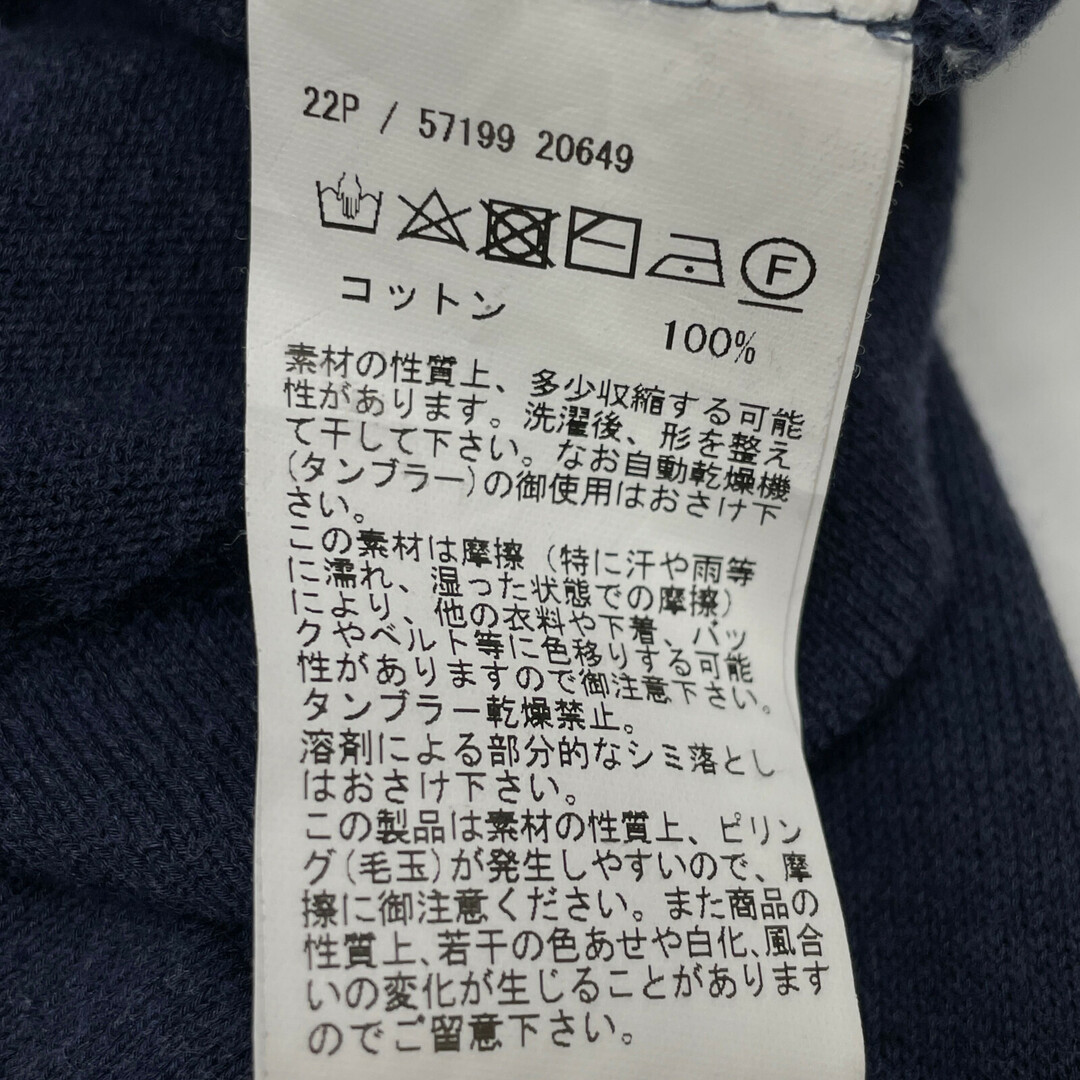 22P / 57199 20649
F
コットン 100%
素材の性質上、多少収縮する可能
性があります。洗濯後、形を整え
て干して下さい。なお自動乾燥機
(タンブラー)の御使用はおさけ下
さい。
この素材は摩擦（特に汗や雨等
に濡れ、湿った状態での摩擦）
により、他の衣料や下着、バッ
クやベルト等に色移りする可能
性がありますので御注意下さい。
タンブラー乾燥禁止。
溶剤による部分的なシミ落とし
はおさけ下さい。
この製品は素材の性質上、ピリン
グ(毛玉)が発生しやすいので、摩
擦に御注意ください。また商品の
性質上、若干の色あせや白化、風合
いの変化が生じることがあります
のでご留意下さい。